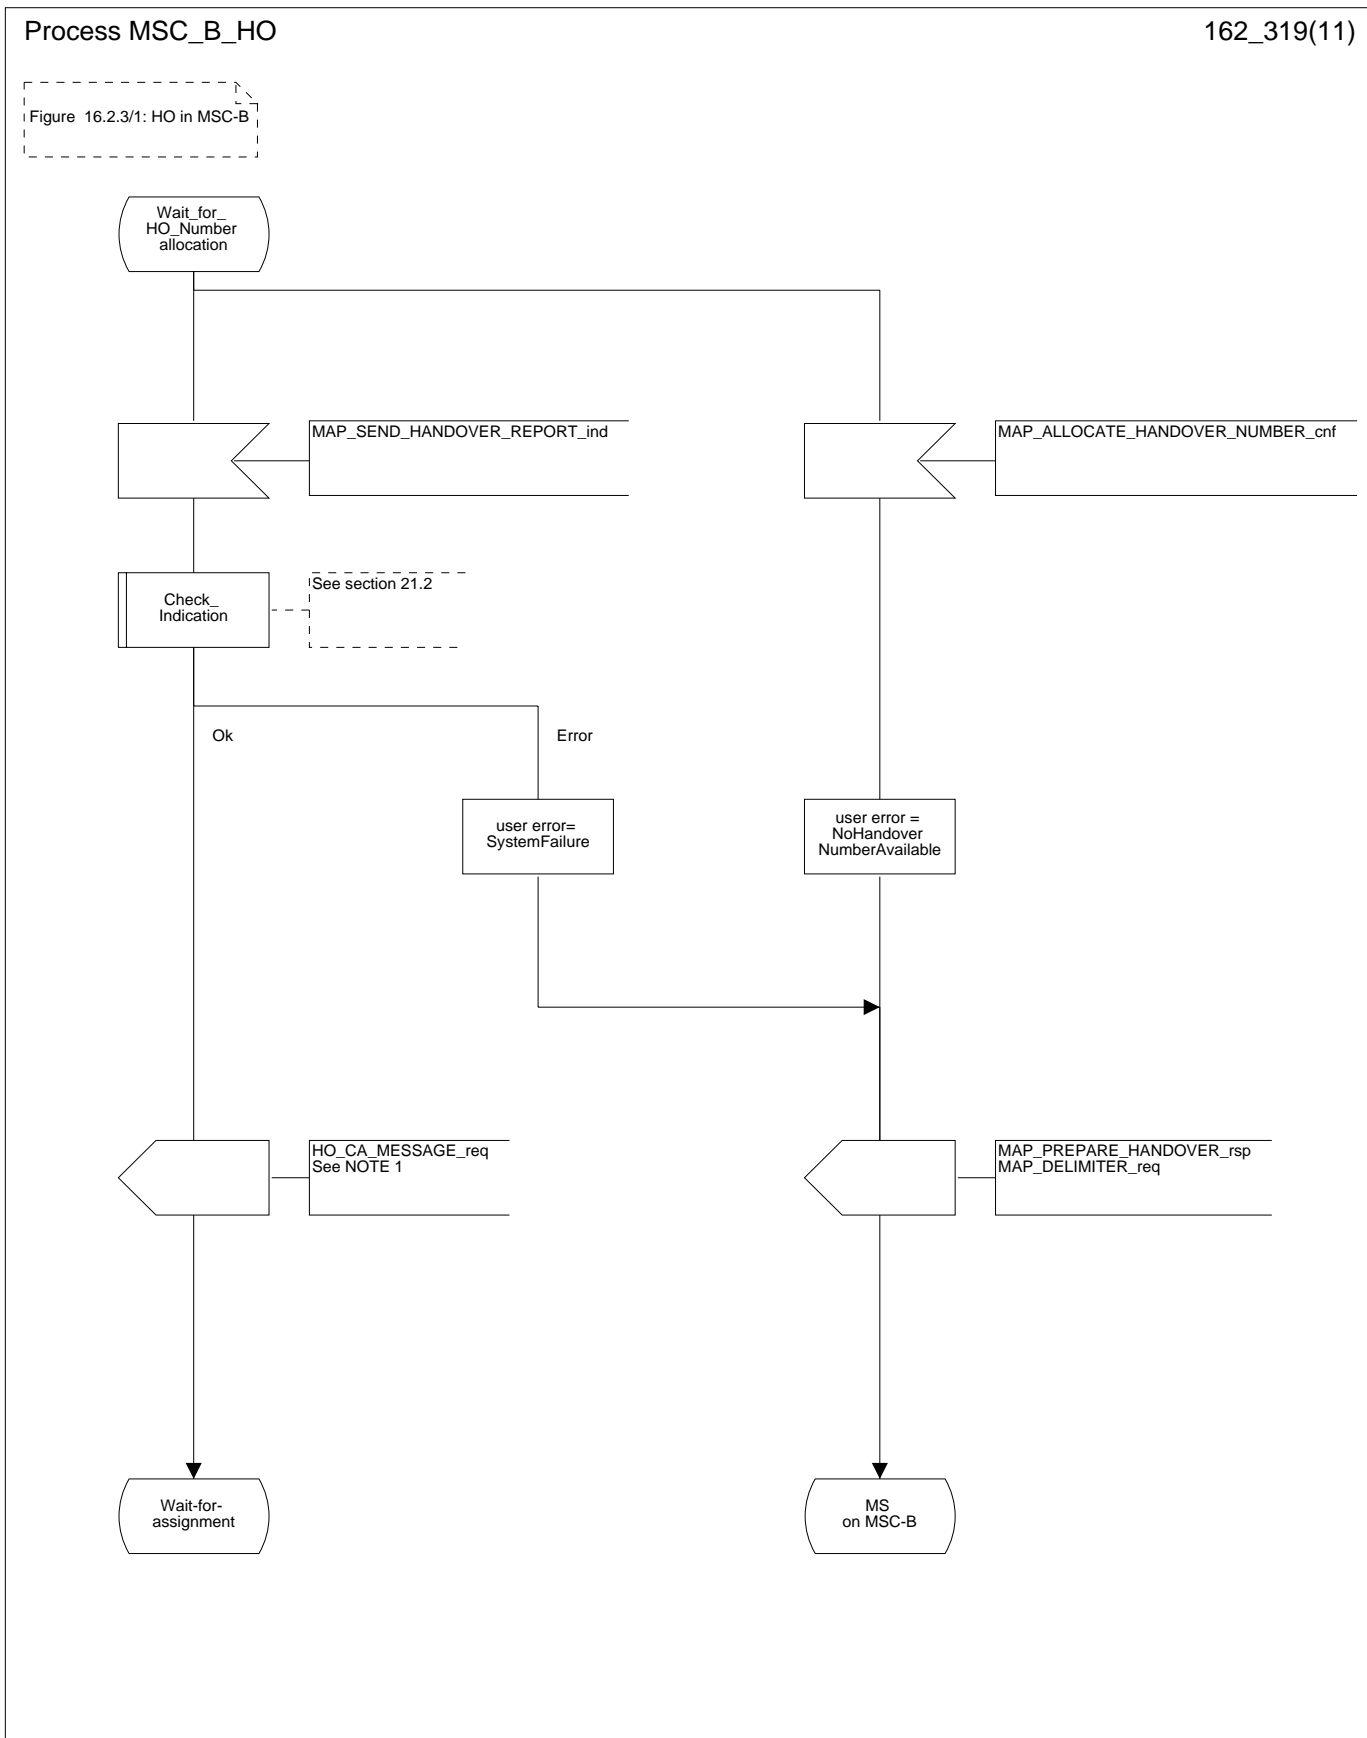 Process MSC_B_HO
162_319(11)
Figure  16.2.3/1: HO in MSC-B
Wait_for_
HO_Number
allocation
MAP_SEND_HANDOVER_REPORT_ind
MAP_ALLOCATE_HANDOVER_NUMBER_cnf
Check_
Indication
See section 21.2
Ok
Error
user error=
SystemFailure
user error =
NoHandover
NumberAvailable
HO_CA_MESSAGE_req
See NOTE 1
MAP_PREPARE_HANDOVER_rsp
MAP_DELIMITER_req
Wait-for-
assignment
MS
on MSC-B